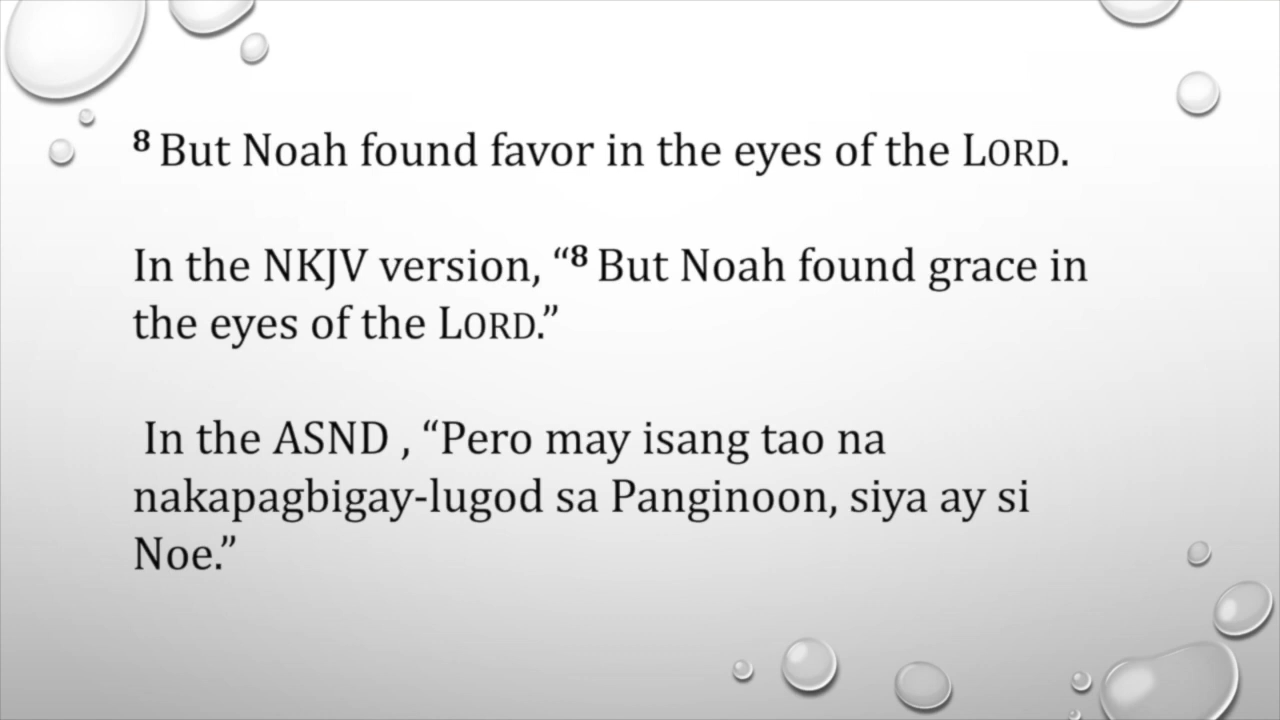 8 But Noah found favor in the eyes of the LORD.
In the NKJV version, “8 But Noah found grace in
the eyes of the LORD.”
In the ASND , “Pero may isang tao na
nakapagbigay-lugod sa Panginoon, siya ay si
Noe.”